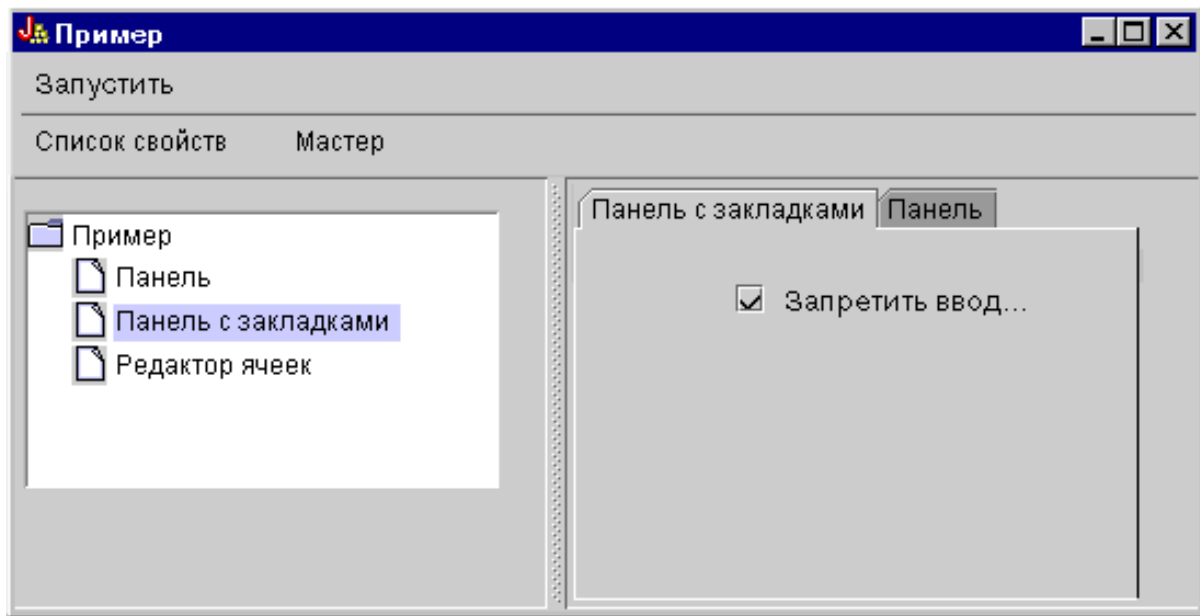 Пример
Запустить
Список свойств Мастер
Пример
Панель
Панель с закладками
Редактор ячеек
Панель с закладками Панель
Запретить ввод...